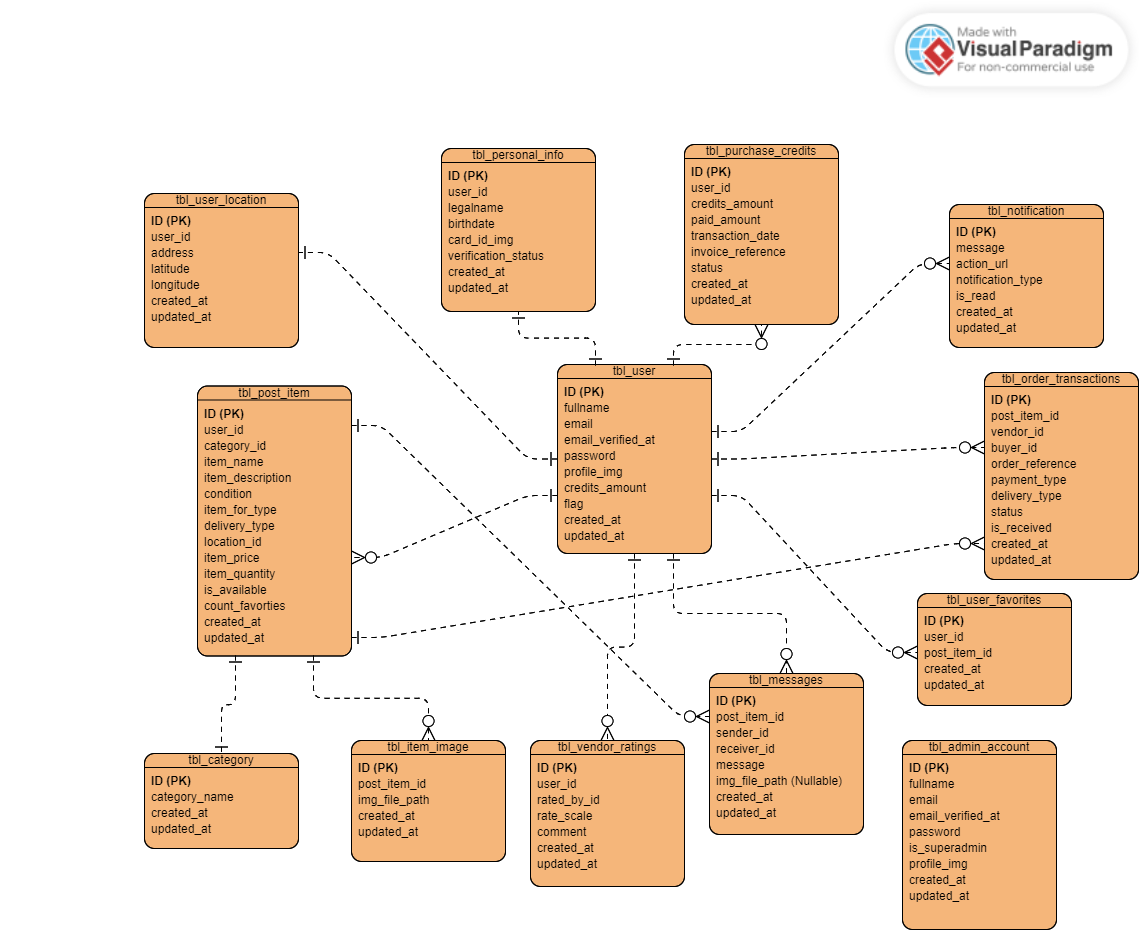 Made with
Visual Paradigm
For non-commercial use
tbl_personal_info
ID (PK)
user_id
legalname
birthdate
card_id_img
verification_status
created_at
updated_at
tbl_purchase_credits
ID (PK)
user_id
credits_amount
paid_amount
transaction_date
invoice_reference
status
created_at
updated_at
tbl_user_location
ID (PK)
user_id
address
latitude
longitude
created_at
updated_at
tbl_notification
ID (PK)
message
action_url
notification_type
is_read
created_at
updated_at
tbl_user
ID (PK)
fullname
email
email_verified_at
password
profile_img
credits_amount
flag
created_at
updated_at
tbl_order_transactions
ID (PK)
post_item_id
vendor_id
buyer_id
order_reference
payment_type
delivery_type
status
is_received
created_at
updated_at
tbl_post_item
ID (PK)
user_id
category_id
item_name
item_description
condition
item_for_type
delivery_type
location_id
item_price
item_quantity
is_available
count_favorties
created_at
updated_at
tbl_user_favorites
ID (PK)
user_id
post_item_id
created_at
updated_at
tbl_messages
ID (PK)
post_item_id
sender_id
receiver_id
message
img_file_path (Nullable)
created_at
updated_at
tbl_category
ID (PK)
category_name
created_at
updated_at
tbl_item_image
ID (PK)
post_item_id
img_file_path
created_at
updated_at
tbl_vendor_ratings
ID (PK)
user_id
rated_by_id
rate_scale
comment
created_at
updated_at
tbl_admin_account
ID (PK)
fullname
email
email_verified_at
password
is_superadmin
profile_img
created_at
updated_at